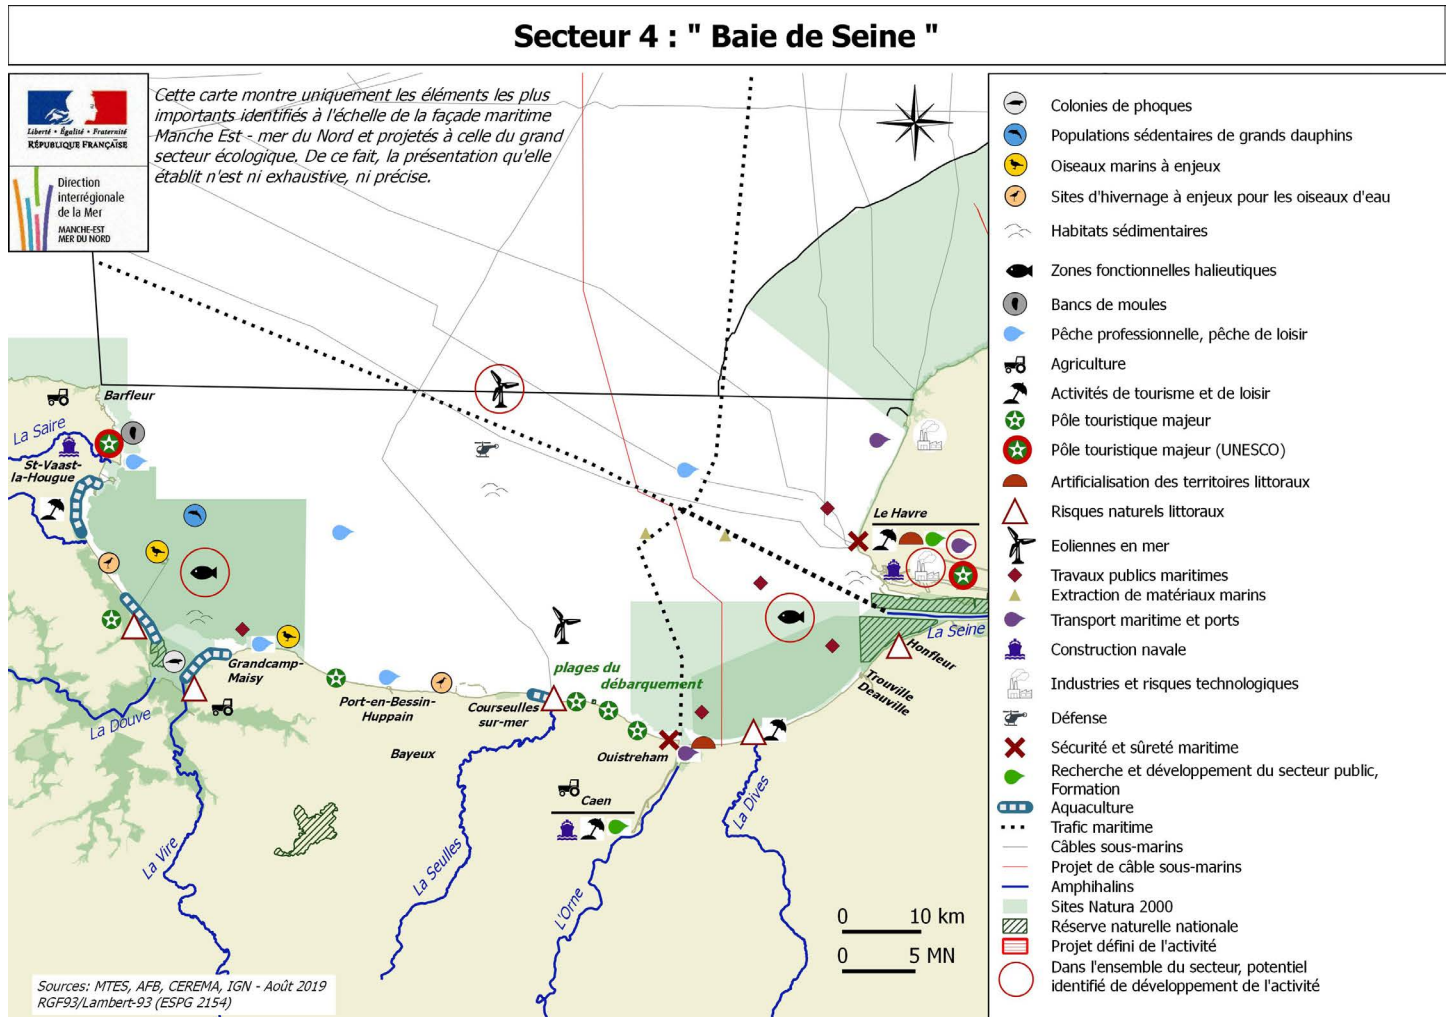 Secteur 4 : " Baie de Seine "
Liberté • Égalité • Fraternité
RÉPUBLIQUE FRANÇAISE
Direction
interrégionale
de la Mer
MANCHE-EST
MER DU NORD
Cette carte montre uniquement les éléments les plus
importants identifiés à l'échelle de la façade maritime
Manche Est - mer du Nord et projetés à celle du grand
secteur écologique. De ce fait, la présentation qu'elle
établit n'est ni exhaustive, ni précise.
Barfleur
La Saire
St-Vaast-
la-Hougue
Le Havre
La Seine
Honfleur
Trouville
Deauville
Grandcamp-
Maisy
plages du
débarquement
Port-en-Bessin-
Huppain
Courseulles
sur-mer
La Douve
Bayeux
Ouistreham
Caen
La Dives
La Vire
La Seulles
L'Orne
0 10 km
0 5 MN
Sources: MTES, AFB, CEREMA, IGN - Août 2019
RGF93/Lambert-93 (ESPG 2154)
Colonies de phoques
Populations sédentaires de grands dauphins
Oiseaux marins à enjeux
Sites d'hivernage à enjeux pour les oiseaux d'eau
Habitats sédimentaires
Zones fonctionnelles halieutiques
Bancs de moules
Pêche professionnelle, pêche de loisir
Agriculture
Activités de tourisme et de loisir
Pôle touristique majeur
Pôle touristique majeur (UNESCO)
Artificialisation des territoires littoraux
Risques naturels littoraux
Eoliennes en mer
Travaux publics maritimes
Extraction de matériaux marins
Transport maritime et ports
Construction navale
Industries et risques technologiques
Défense
Sécurité et sûreté maritime
Recherche et développement du secteur public,
Formation
Aquaculture
Trafic maritime
Câbles sous-marins
Projet de câble sous-marins
Amphihalins
Sites Natura 2000
Réserve naturelle nationale
Projet défini de l'activité
Dans l'ensemble du secteur, potentiel
identifié de développement de l'activité